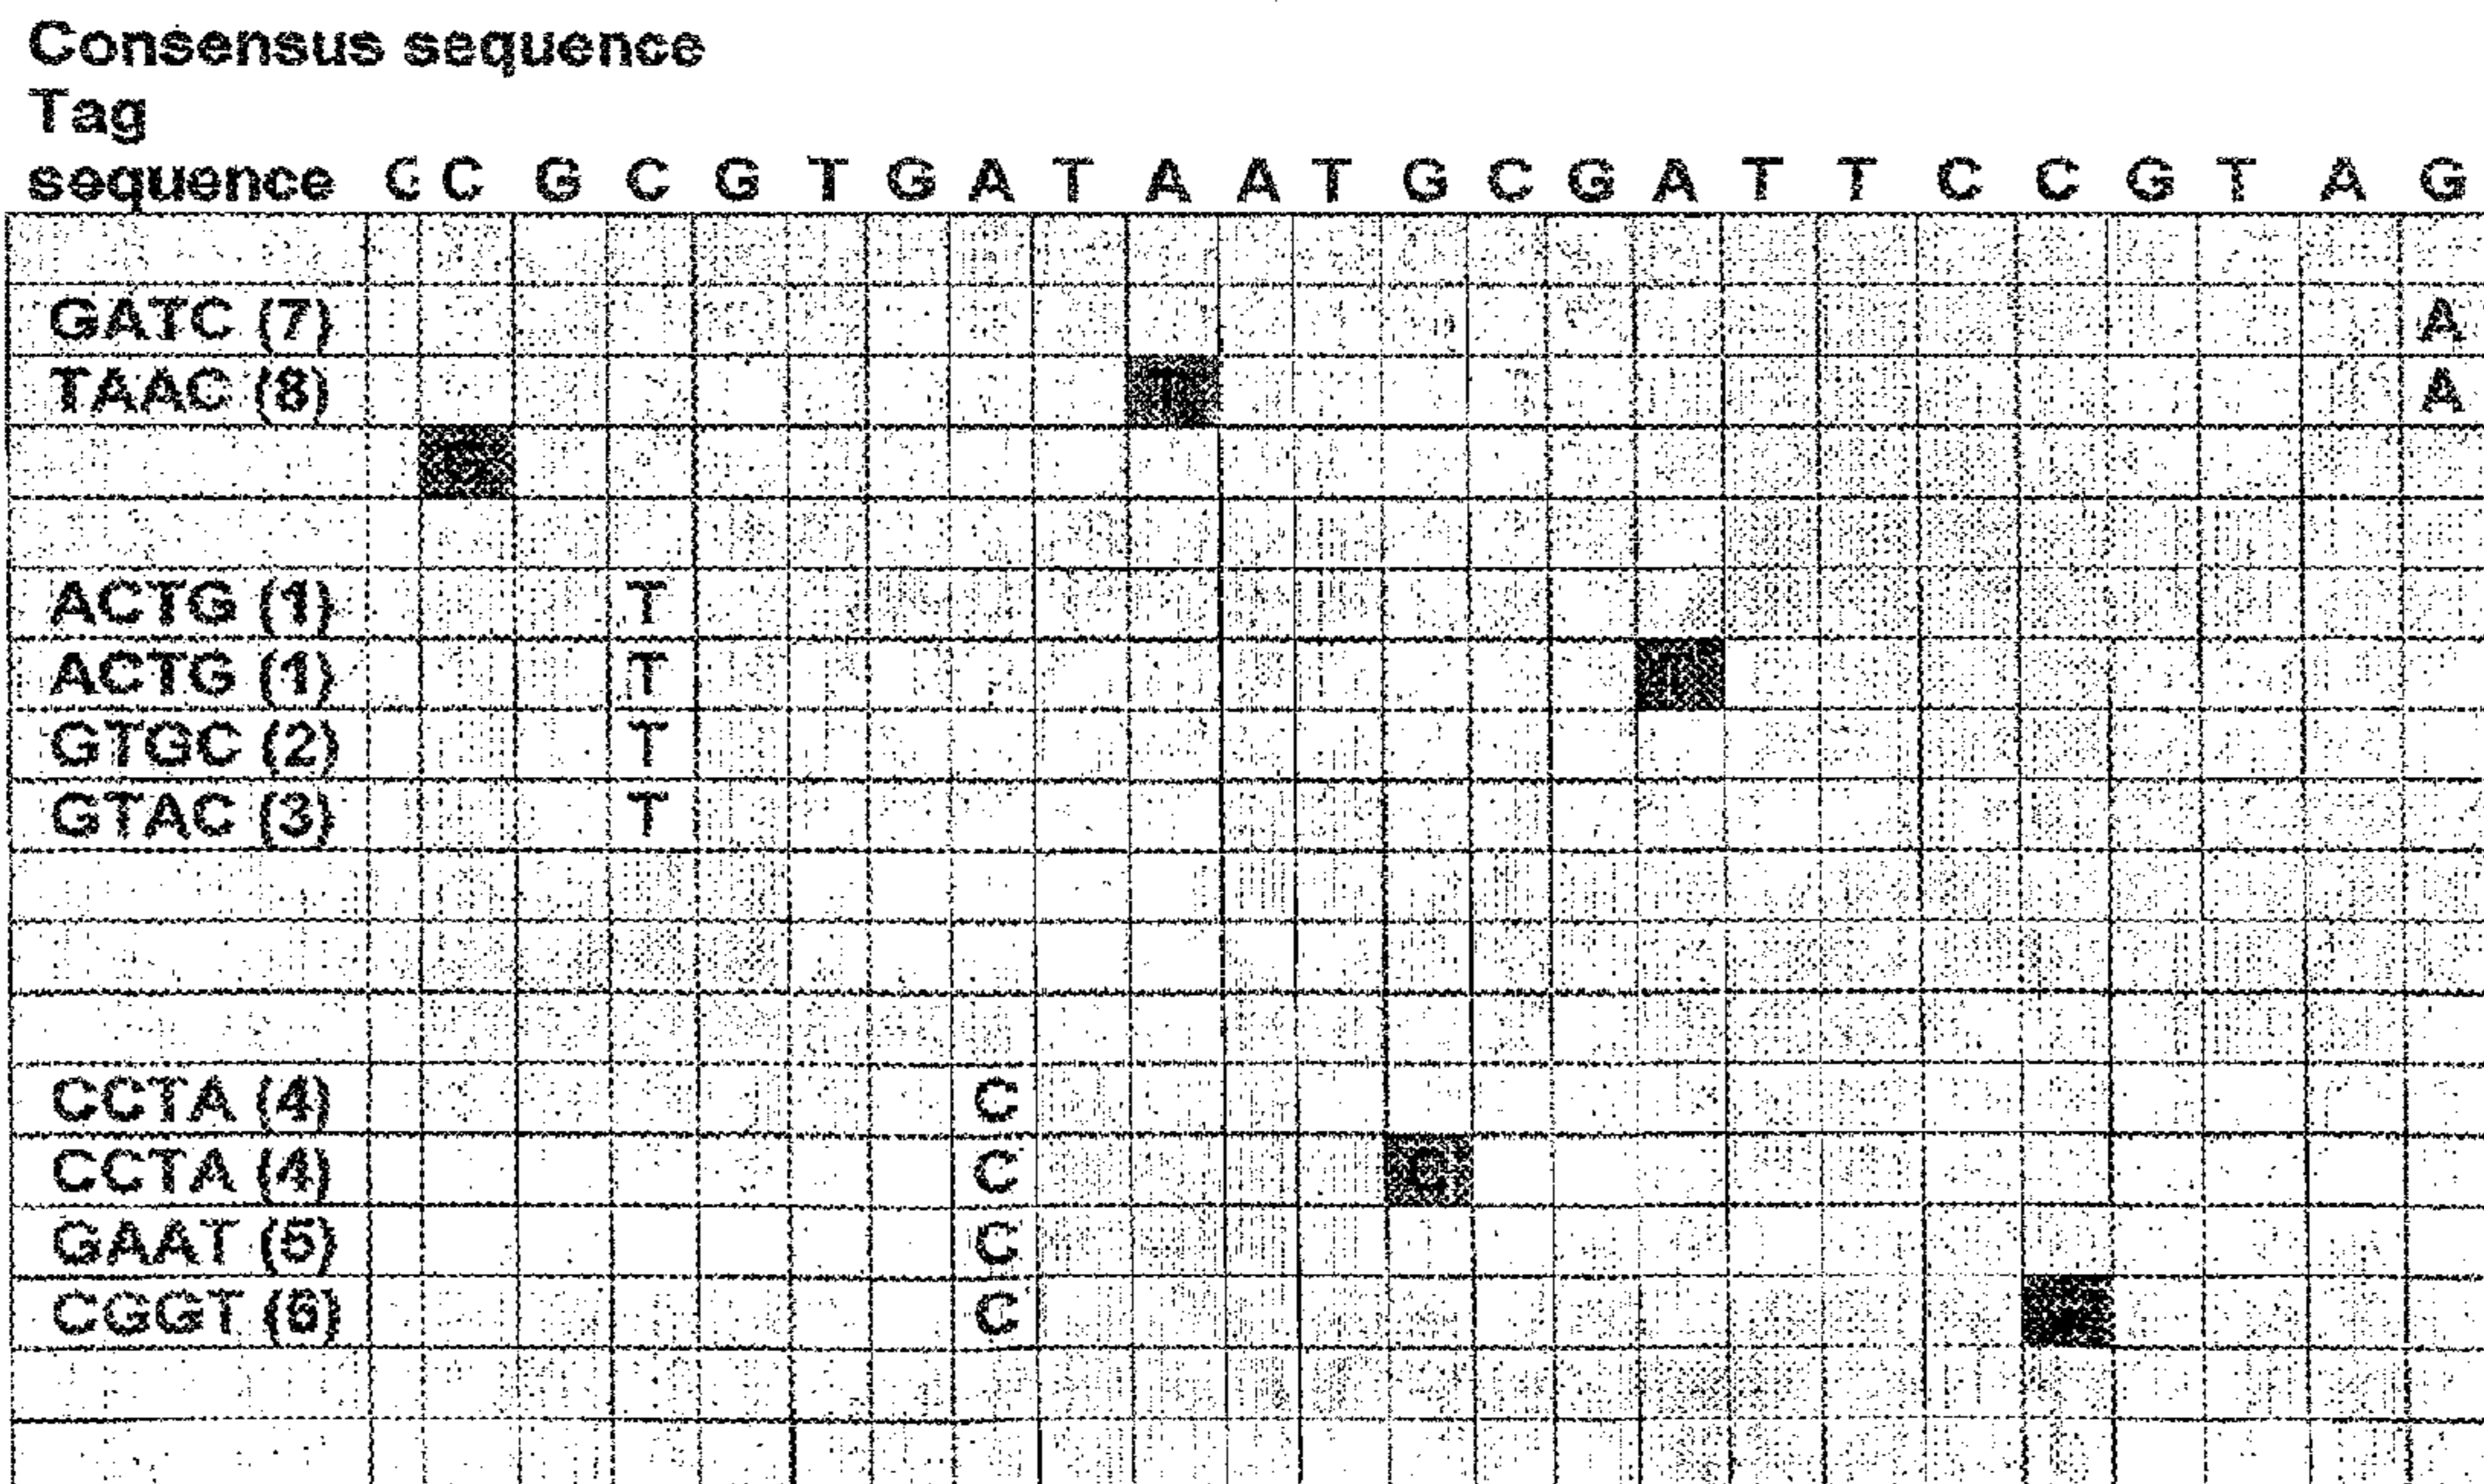 Consensus sequence
Tag
sequence C C G C G T G A T A A T G C G A T T C C G T A G
GATC (7) A
TAAC (8) T A
ACTG (1) T
ACTG (1) T T
GTGC (2) T
GTAC (3) T
CCTA (4) C
CCTA (4) C C
GAAT (5) C
CGGT (6) C